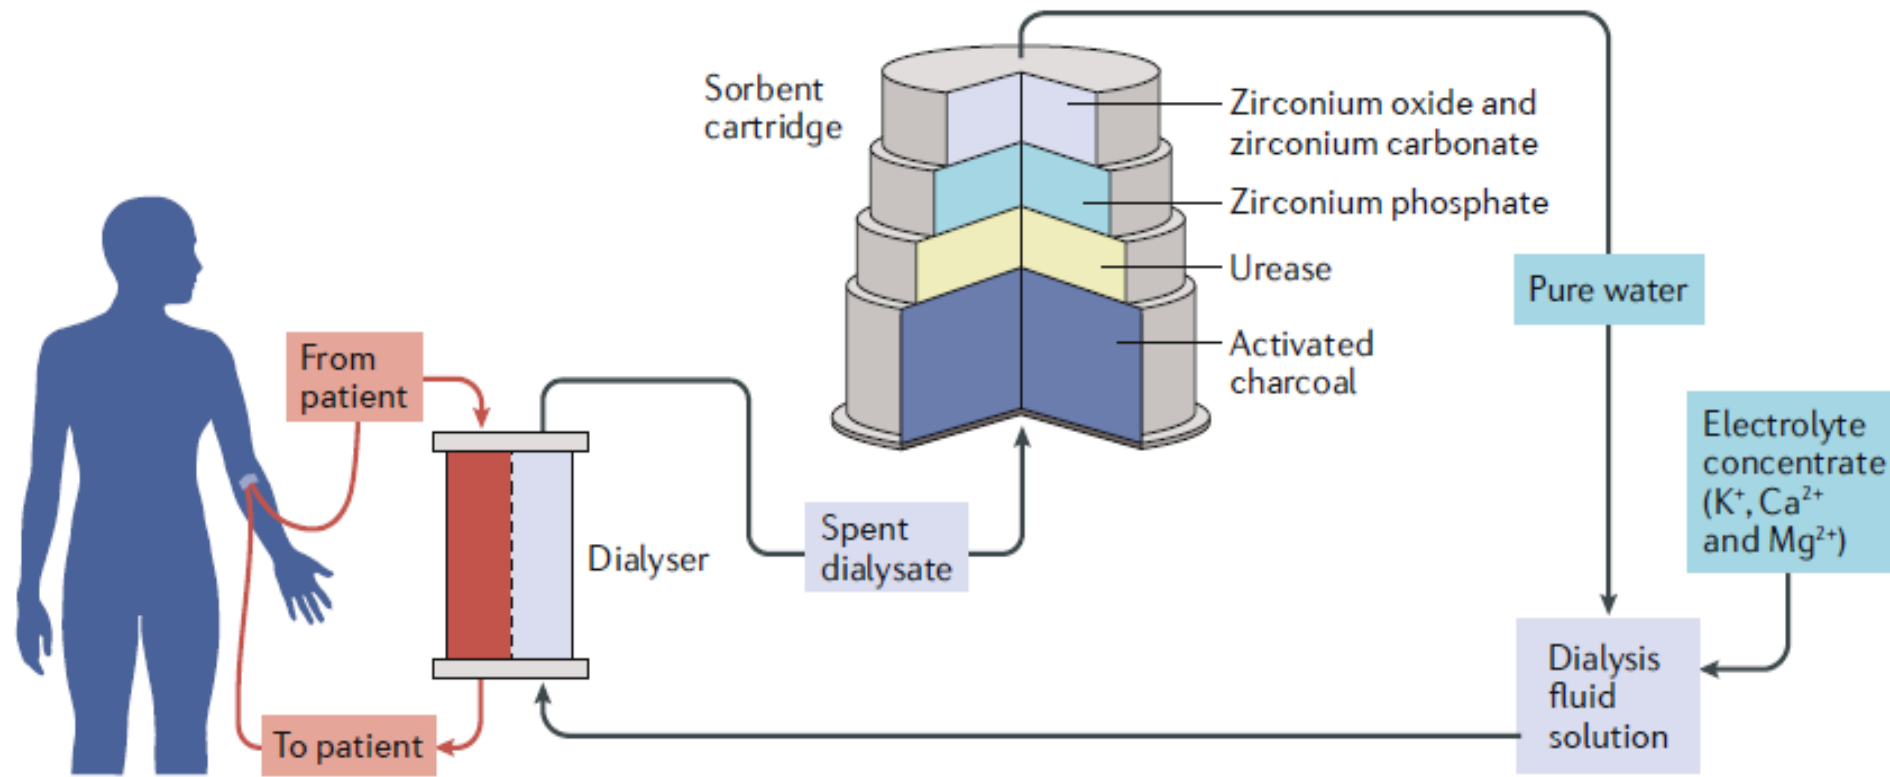 Sorbent
cartridge
Zirconium oxide and
zirconium carbonate
Zirconium phosphate
Urease
Activated
charcoal
Pure water
From
patient
Electrolyte
concentrate
(K⁺, Ca²⁺
and Mg²⁺)
Spent
dialysate
Dialyser
Dialysis
fluid
solution
To patient